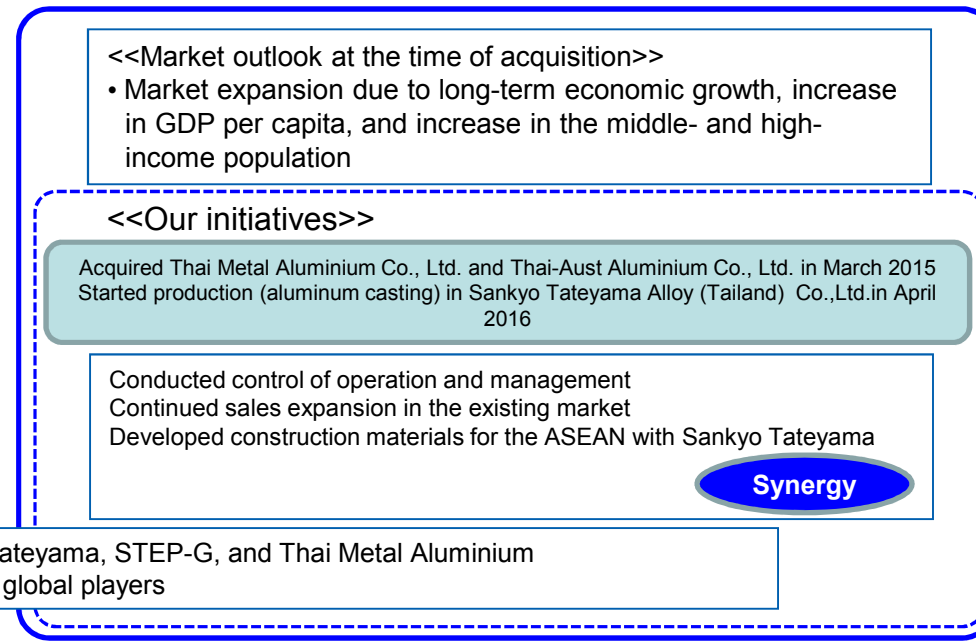 <<Market outlook at the time of acquisition>>
• Market expansion due to long-term economic growth, increase
in GDP per capita, and increase in the middle- and high-
income population
<<Our initiatives>>
Acquired Thai Metal Aluminium Co., Ltd. and Thai-Aust Aluminium Co., Ltd. in March 2015
Started production (aluminum casting) in Sankyo Tateyama Alloy (Tailand) Co.,Ltd.in April
2016
Conducted control of operation and management
Continued sales expansion in the existing market
Developed construction materials for the ASEAN with Sankyo Tateyama
Synergy
ateyama, STEP-G, and Thai Metal Aluminium
global players